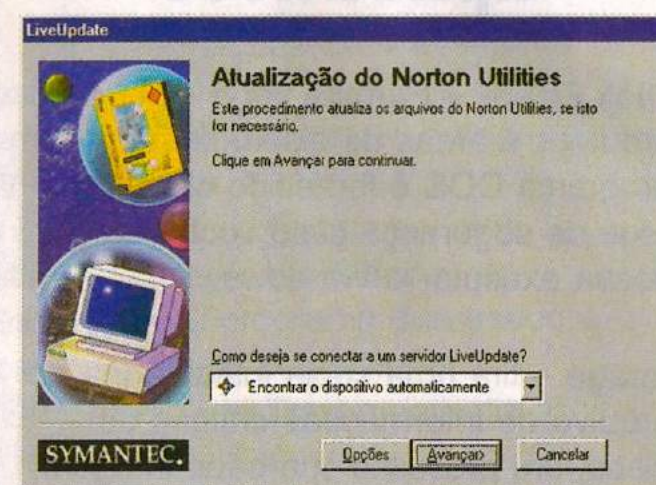 LiveUpdate
Atualização do Norton Utilities
Este procedimento atualiza os arquivos do Norton Utilities, se isto
for necessário.
Clique em Avançar para continuar.
Como deseja se conectar a um servidor LiveUpdate?
Encontrar o dispositivo automaticamente
SYMANTEC.
Opções
Avançar>
Cancelar